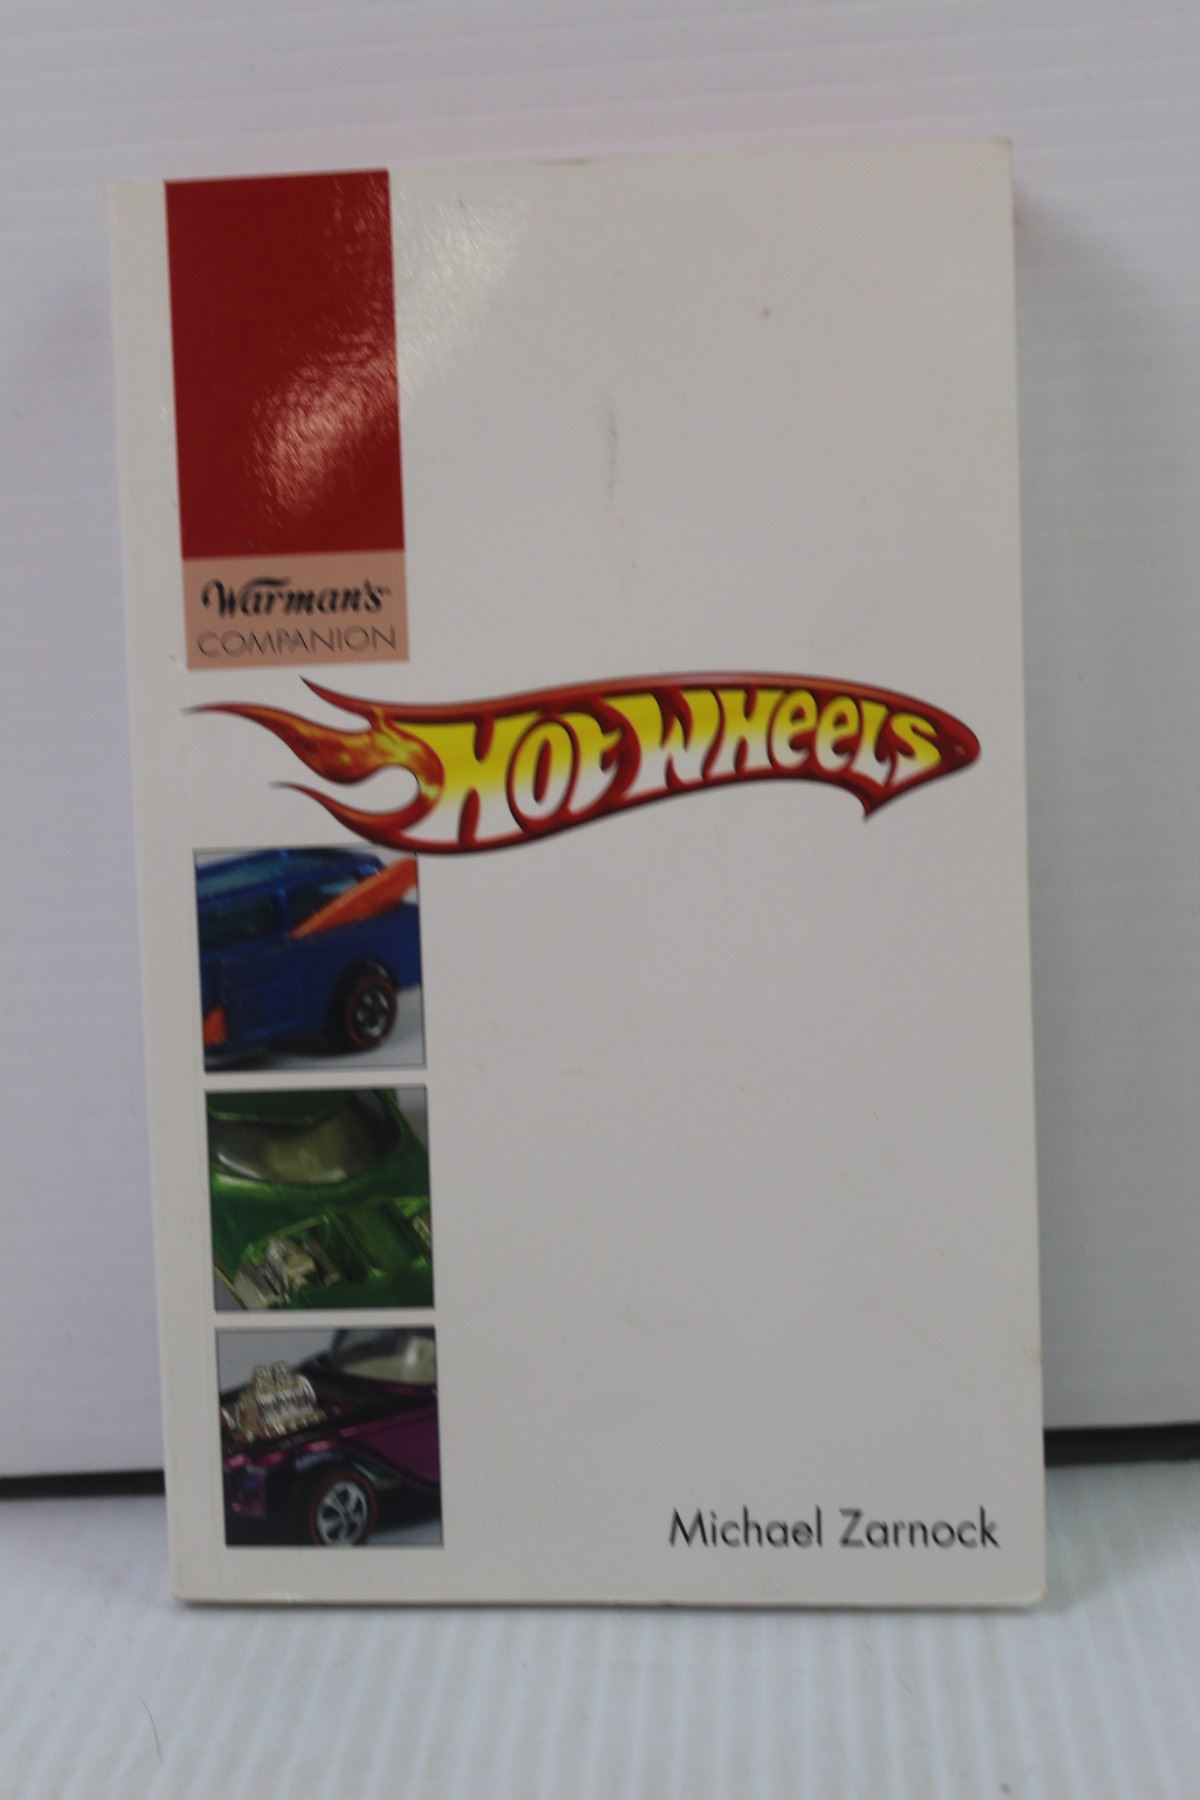 Warman's
COMPANION
HOT WHEELS
Michael Zarnock